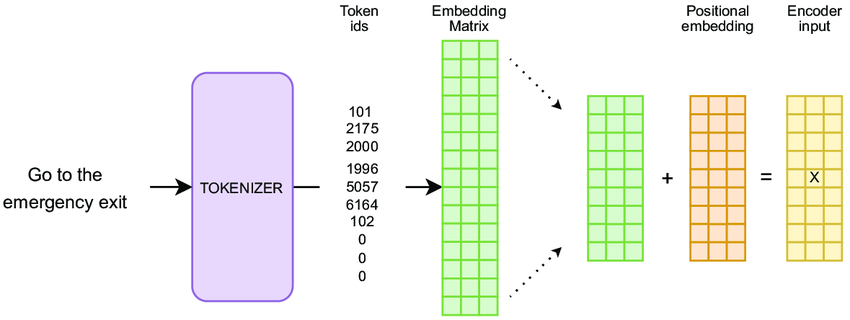 Token
ids
Embedding
Matrix
Positional
embedding
Encoder
input
Go to the
emergency exit
TOKENIZER
101
2175
2000
1996
5057
6164
102
0
0
0
+
=
X